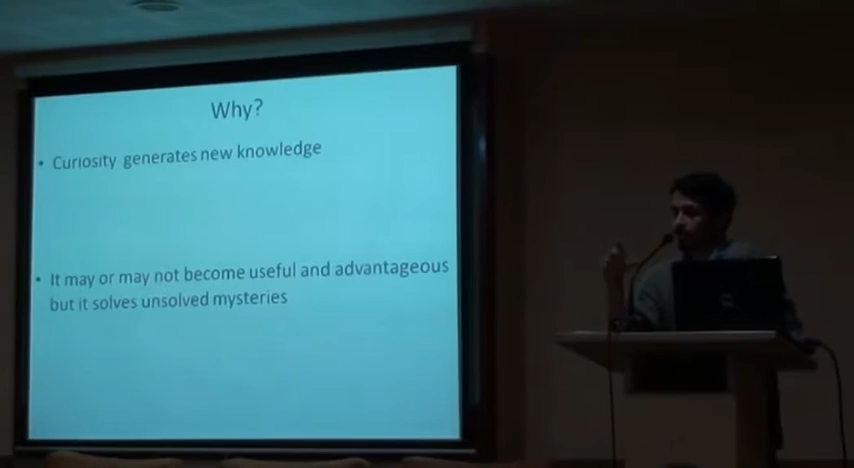 Why?
• Curiosity generates new knowledge
• It may or may not become useful and advantageous
but it solves unsolved mysteries